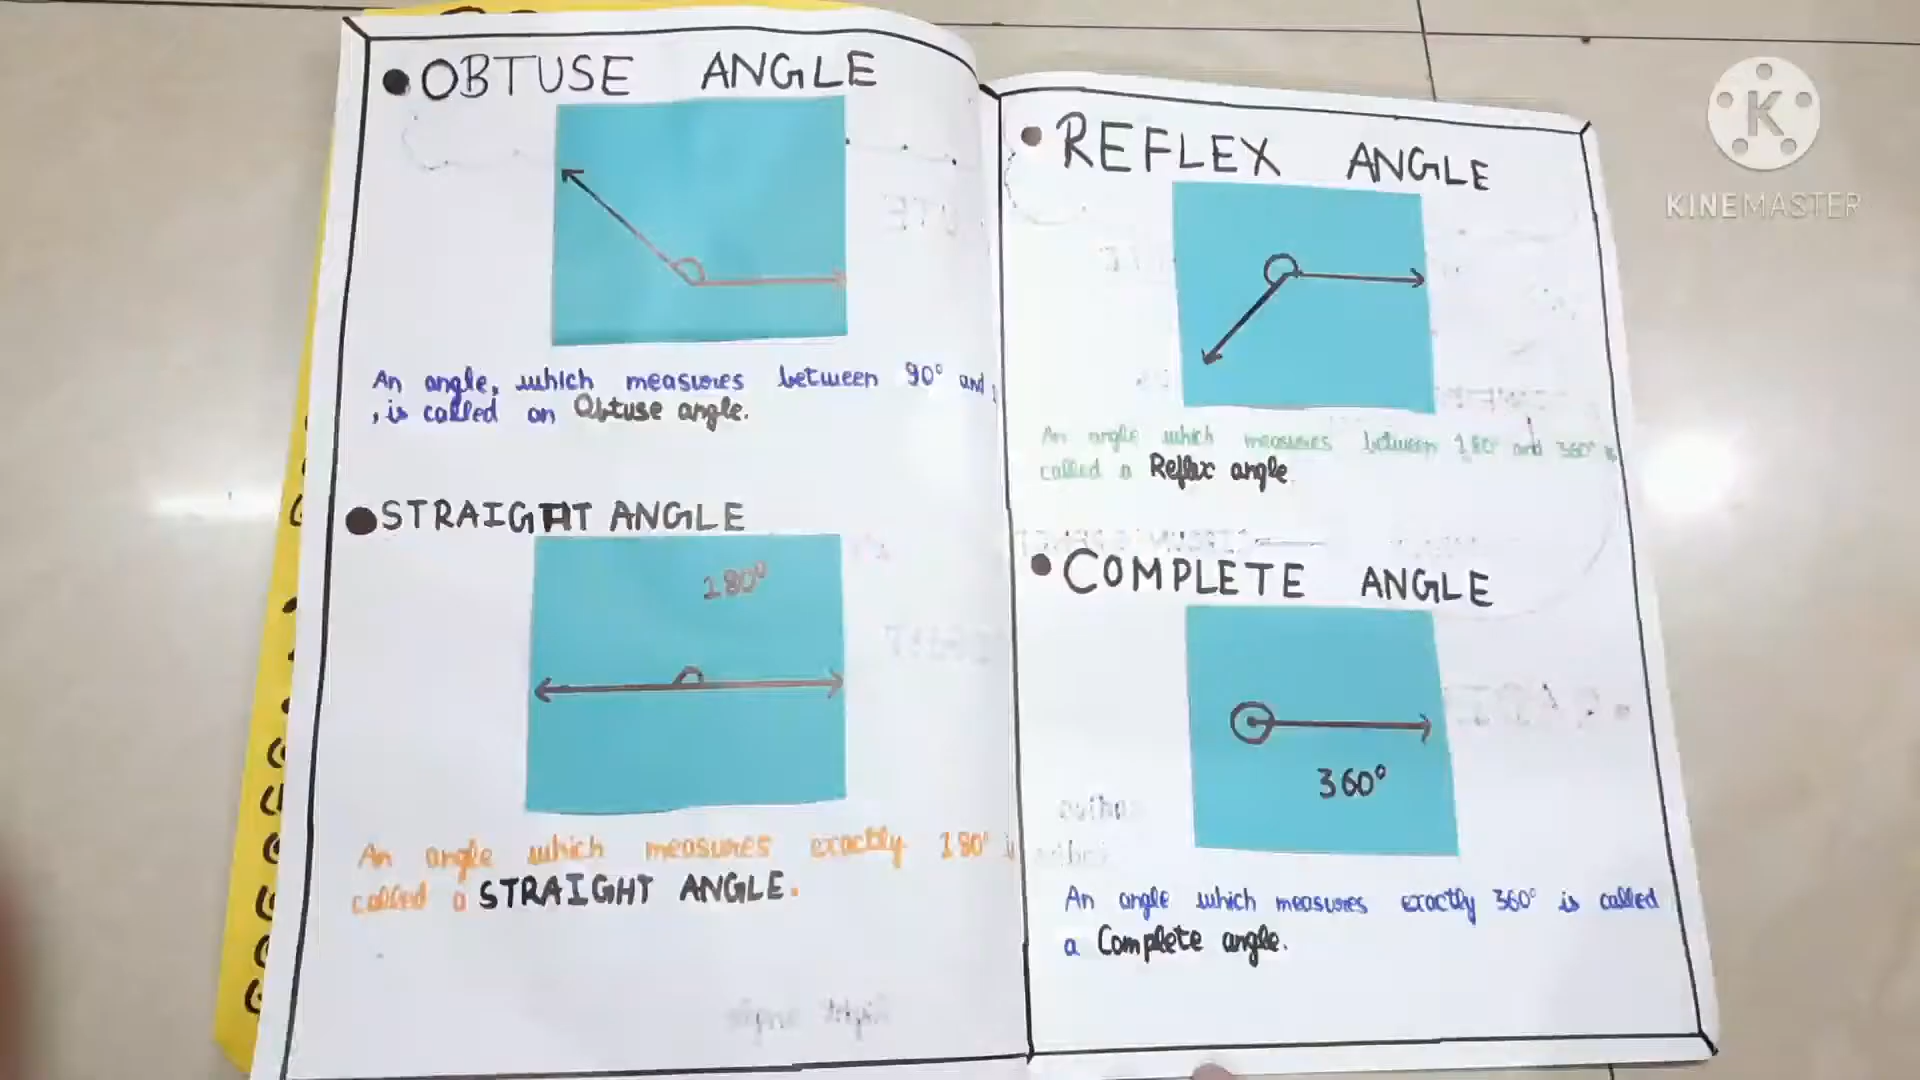 OBTUSE ANGLE
An angle, which measures between 90° and
, is called an Obtuse angle.
STRAIGHT ANGLE
180°
An angle which measures exactly 180°
called a STRAIGHT ANGLE.
REFLEX ANGLE
An angle which measures between 180° and 360° is
called a Reflex angle
COMPLETE ANGLE
360°
An angle which measures exactly 360° is called
a Complete angle.
K
KINEMASTER